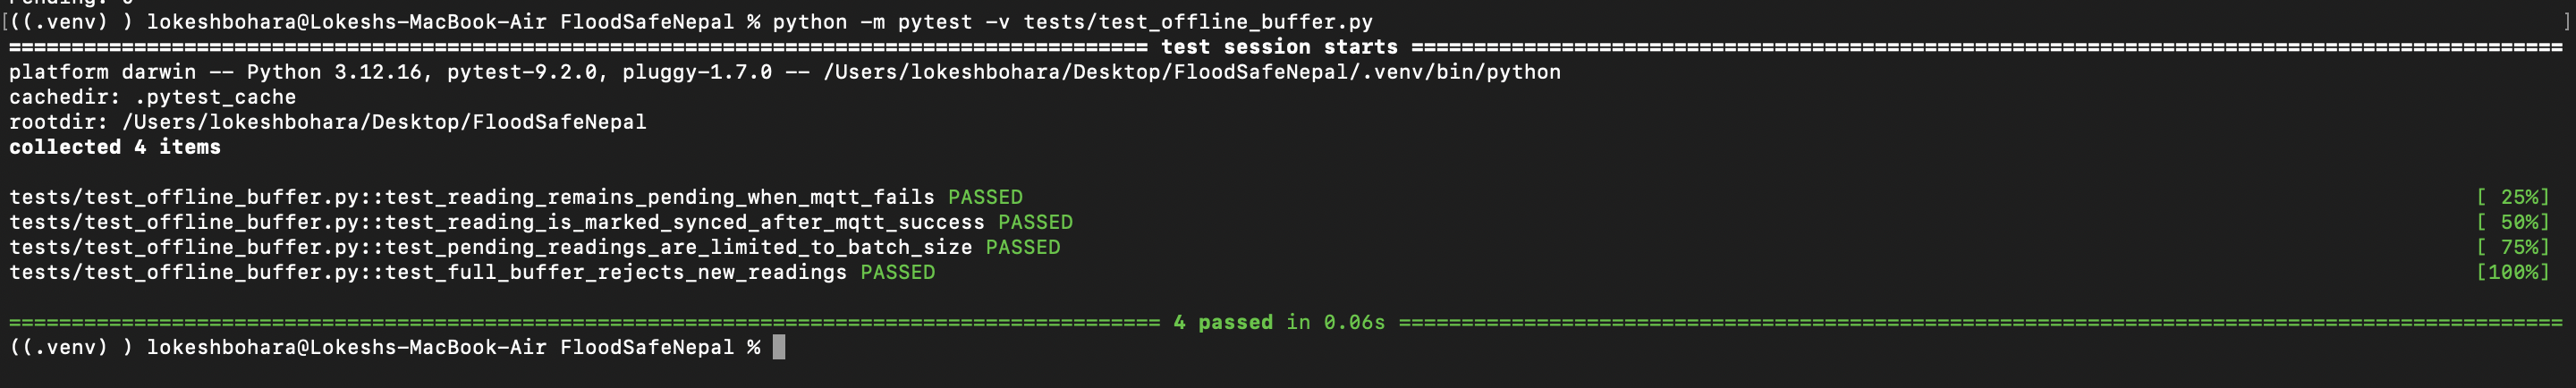 [((.venv) ) lokeshbohara@Lokeshs-MacBook-Air FloodSafeNepal % python -m pytest -v tests/test_offline_buffer.py ]
============================================================================================ test session starts ============================================================================================
platform darwin -- Python 3.12.16, pytest-9.2.0, pluggy-1.7.0 -- /Users/lokeshbohara/Desktop/FloodSafeNepal/.venv/bin/python
cachedir: .pytest_cache
rootdir: /Users/lokeshbohara/Desktop/FloodSafeNepal
collected 4 items
tests/test_offline_buffer.py::test_reading_remains_pending_when_mqtt_fails PASSED [ 25%]
tests/test_offline_buffer.py::test_reading_is_marked_synced_after_mqtt_success PASSED [ 50%]
tests/test_offline_buffer.py::test_pending_readings_are_limited_to_batch_size PASSED [ 75%]
tests/test_offline_buffer.py::test_full_buffer_rejects_new_readings PASSED [100%]
============================================================================================= 4 passed in 0.06s =============================================================================================
((.venv) ) lokeshbohara@Lokeshs-MacBook-Air FloodSafeNepal %